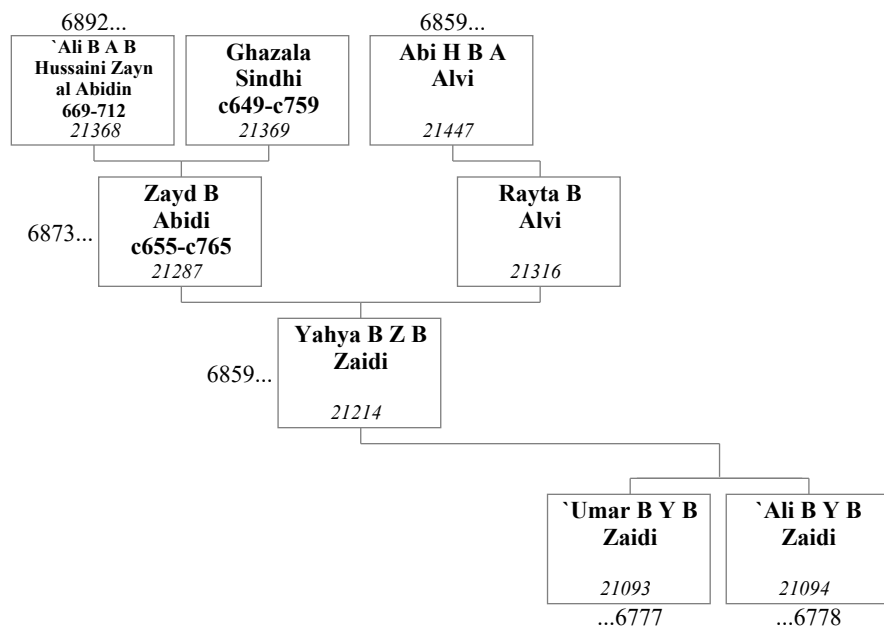 6892...
6859...
`Ali B A B
Hussaini Zayn
al Abidin
669-712
21368
Ghazala
Sindhi
c649-c759
21369
Abi H B A
Alvi
21447
6873...
Zayd B
Abidi
c655-c765
21287
Rayta B
Alvi
21316
6859...
Yahya B Z B
Zaidi
21214
`Umar B Y B
Zaidi
21093
...6777
`Ali B Y B
Zaidi
21094
...6778